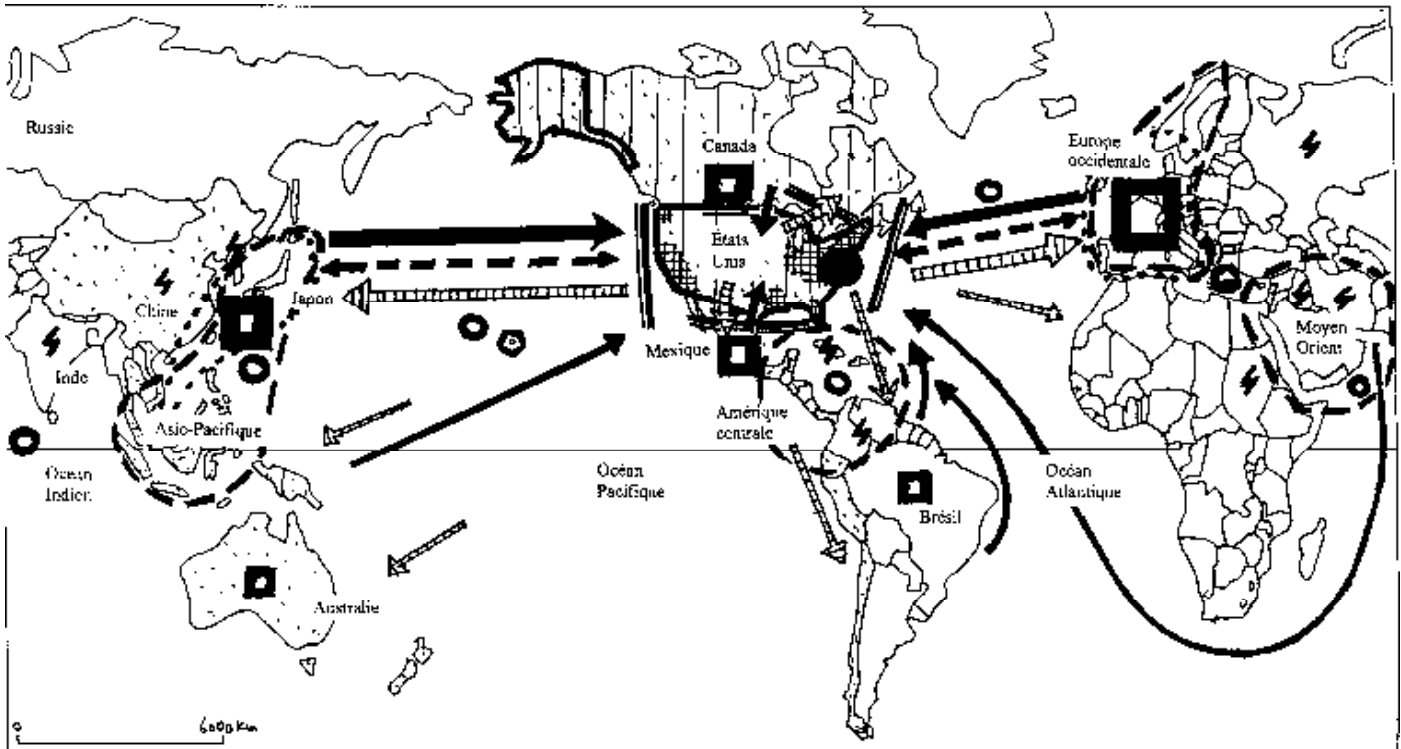 Russie
Canada
Europe
occidentale
États
Unis
Japon
Chine
Inde
Mexique
Moyen
Orient
Amérique
centrale
Asie-Pacifique
Océan
Indien
Océan
Pacifique
Océan
Atlantique
Brésil
Australie
0
6000 Km